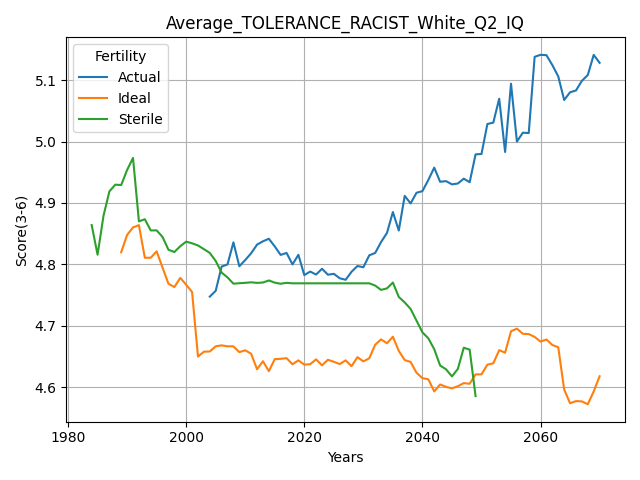 Average_TOLERANCE_RACIST_White_Q2_IQ
Fertility
Actual
Ideal
Sterile
Score(3-6)
5.1
5.0
4.9
4.8
4.7
4.6
1980
2000
2020
2040
2060
Years